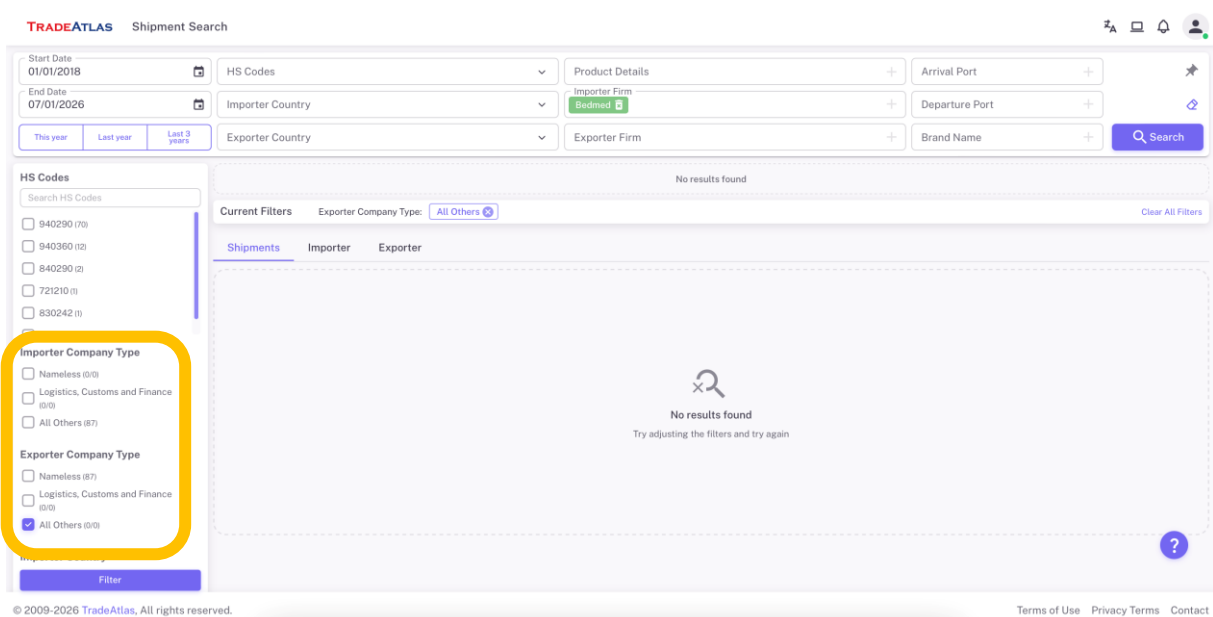 TRADEATLAS Shipment Search
Start Date
01/01/2018
HS Codes
Product Details
Arrival Port
End Date
07/01/2026
Importer Country
Importer Firm
Bedmed
Departure Port
This year
Last year
Last 3
years
Exporter Country
Exporter Firm
Brand Name
Search
HS Codes
Search HS Codes
940290 (70)
940360 (12)
840290 (2)
721210 (1)
830242 (1)
Importer Company Type
Nameless (0/0)
Logistics, Customs and Finance
(0/0)
All Others (87)
Exporter Company Type
Nameless (87)
Logistics, Customs and Finance
(0/0)
All Others (0/0)
Filter
No results found
Current Filters Exporter Company Type: All Others
Clear All Filters
Shipments Importer Exporter
No results found
Try adjusting the filters and try again
?
© 2009-2026 TradeAtlas, All rights reserved.
Terms of Use Privacy Terms Contact